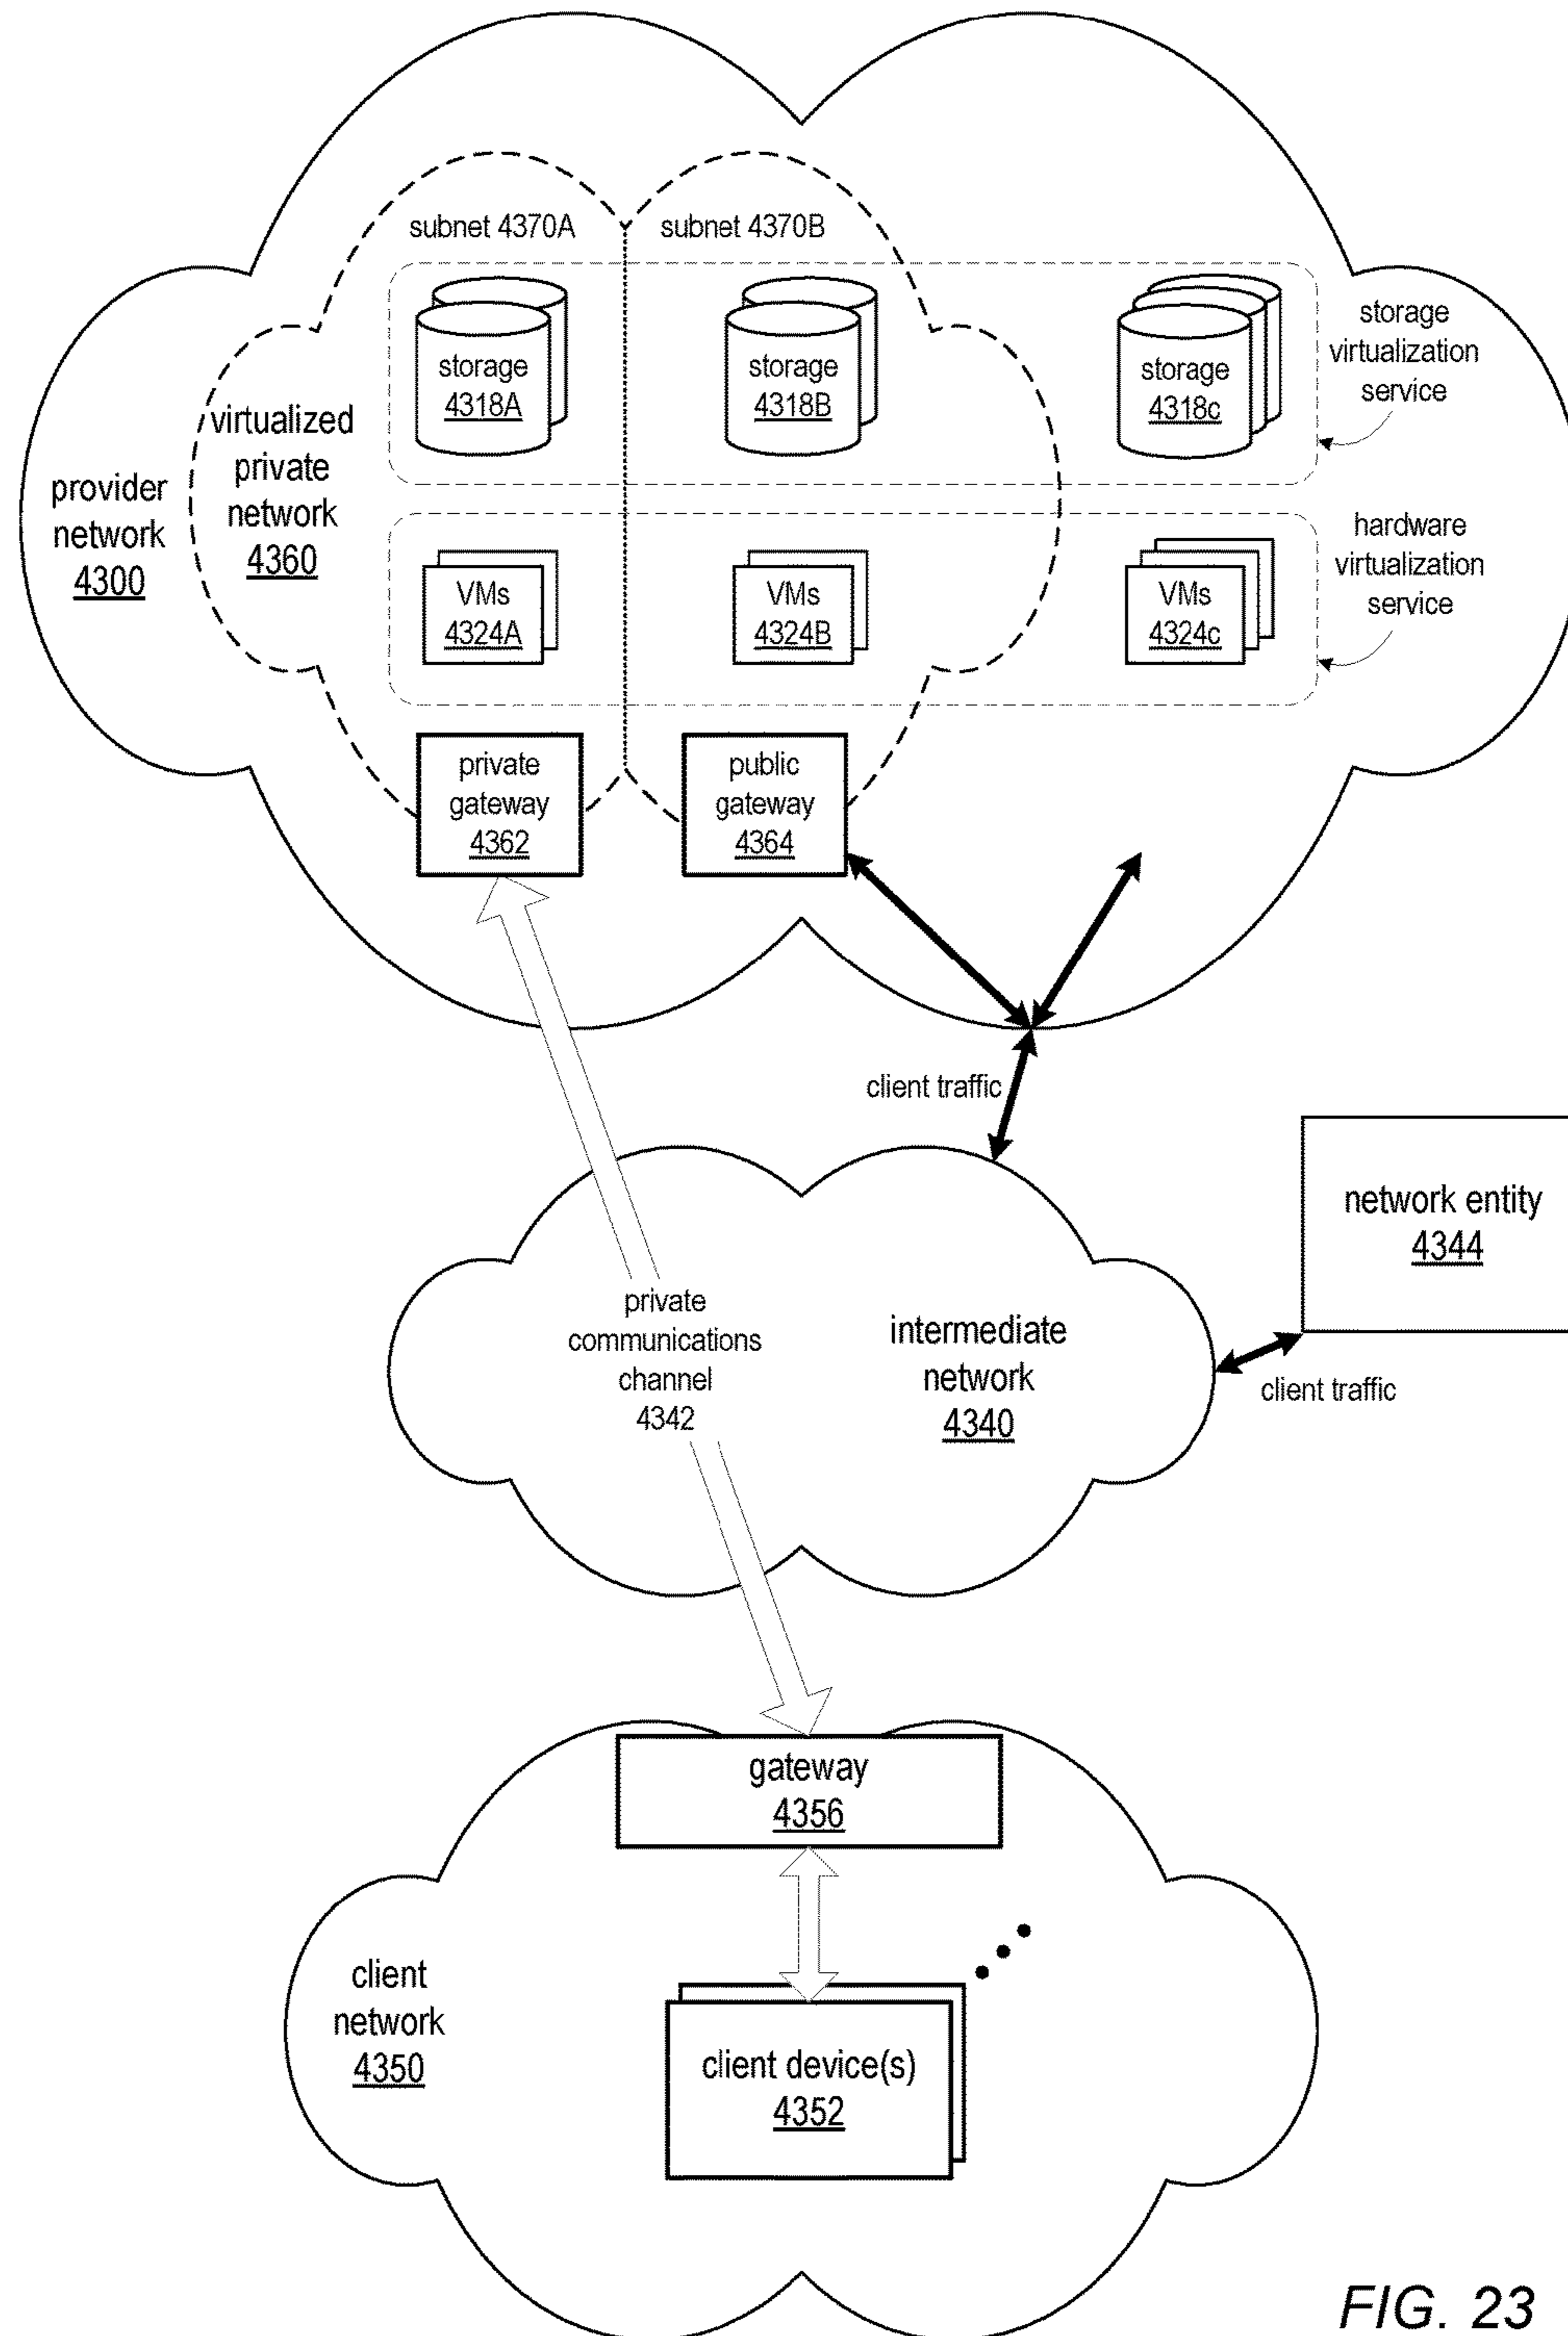 subnet 4370A
subnet 4370B
storage
4318A
storage
4318B
storage
4318c
storage
virtualization
service
provider
network
4300
virtualized
private
network
4360
VMs
4324A
VMs
4324B
VMs
4324c
hardware
virtualization
service
private
gateway
4362
public
gateway
4364
client traffic
network entity
4344
client traffic
private
communications
channel
4342
intermediate
network
4340
gateway
4356
client
network
4350
client device(s)
4352
FIG. 23